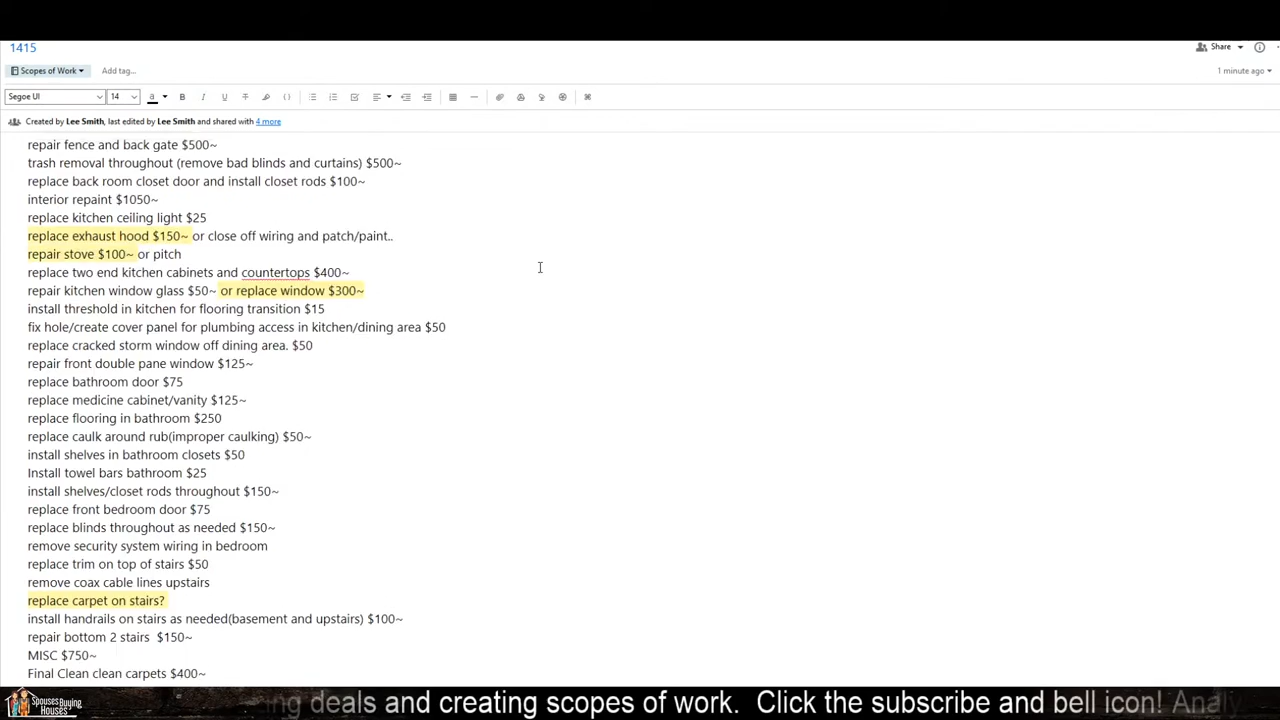 1415
Share
Scopes of Work Add tag...
1 minute ago
Segoe UI 14 a B I U T
Created by Lee Smith, last edited by Lee Smith and shared with 4 more
repair fence and back gate $500~
trash removal throughout (remove bad blinds and curtains) $500~
replace back room closet door and install closet rods $100~
interior repaint $1050~
replace kitchen ceiling light $25
replace exhaust hood $150~ or close off wiring and patch/paint..
repair stove $100~ or pitch
replace two end kitchen cabinets and countertops $400~
repair kitchen window glass $50~ or replace window $300~
install threshold in kitchen for flooring transition $15
fix hole/create cover panel for plumbing access in kitchen/dining area $50
replace cracked storm window off dining area. $50
repair front double pane window $125~
replace bathroom door $75
replace medicine cabinet/vanity $125~
replace flooring in bathroom $250
replace caulk around rub(improper caulking) $50~
install shelves in bathroom closets $50
Install towel bars bathroom $25
install shelves/closet rods throughout $150~
replace front bedroom door $75
replace blinds throughout as needed $150~
remove security system wiring in bedroom
replace trim on top of stairs $50
remove coax cable lines upstairs
replace carpet on stairs?
install handrails on stairs as needed(basement and upstairs) $100~
repair bottom 2 stairs $150~
MISC $750~
Final Clean clean carpets $400~
Spouses Buying Houses
ing deals and creating scopes of work. Click the subscribe and bell icon! Analy